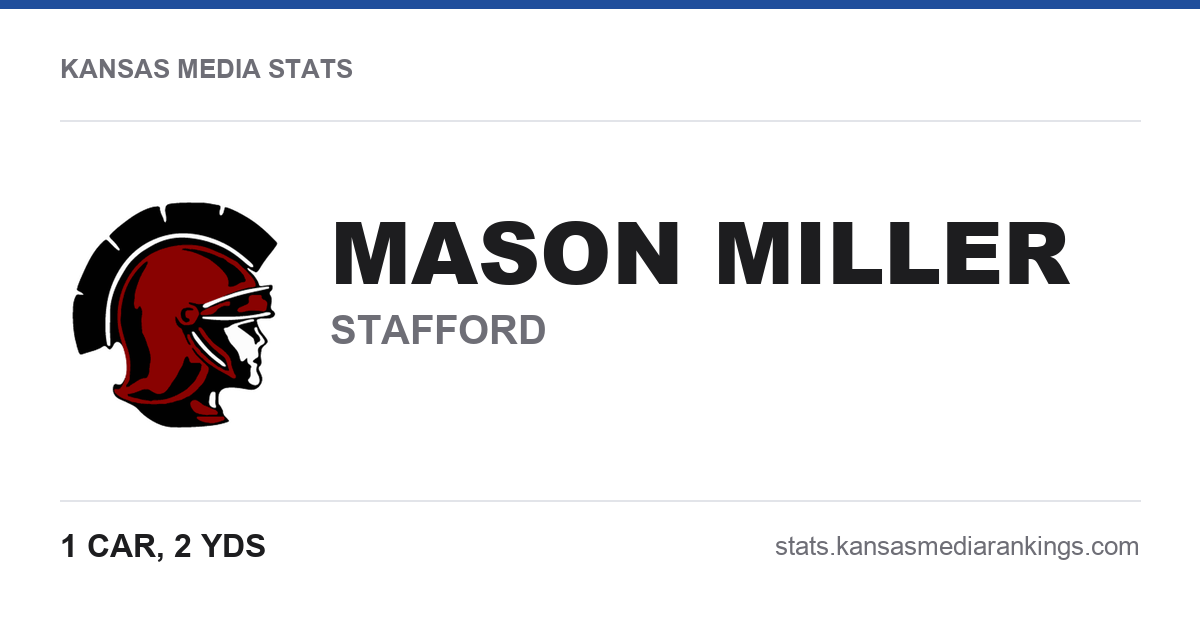 KANSAS MEDIA STATS
MASON MILLER
STAFFORD
1 CAR, 2 YDS
stats.kansasmediarankings.com